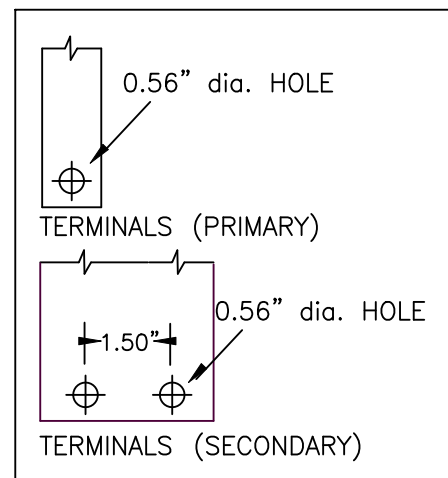 0.56” dia. HOLE
TERMINALS (PRIMARY)
0.56” dia. HOLE
1.50”
TERMINALS (SECONDARY)